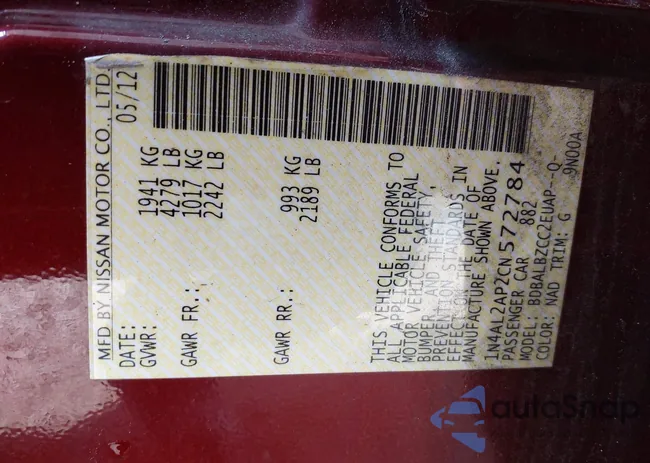 MFD BY NISSAN MOTOR CO., LTD.
DATE: 05/12
GVWR: 1941 KG
4279 LB
GAWR FR.: 1017 KG
2242 LB
GAWR RR.: 993 KG
2189 LB
THIS VEHICLE CONFORMS TO
ALL APPLICABLE FEDERAL
MOTOR VEHICLE SAFETY,
BUMPER, AND THEFT
PREVENTION STANDARDS IN
EFFECT ON THE DATE OF
MANUFACTURE SHOWN ABOVE.
1N4AL2AP2CN572784
PASSENGER CAR 882
MODEL: BDBALBZCC2EUAP--Q-
COLOR: NAD TRIM: G 9N00A
autoSnap